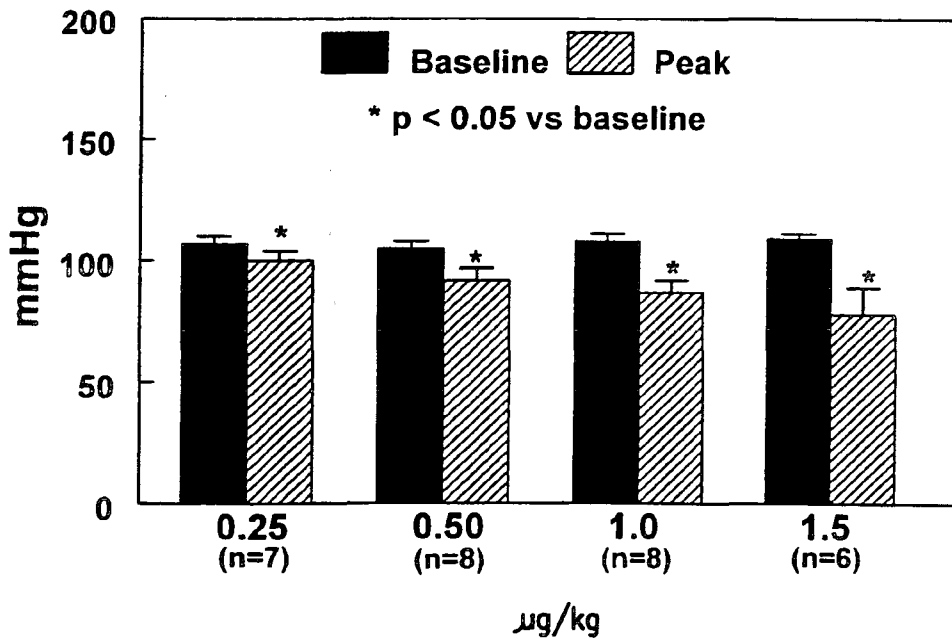 200
150
100
50
0
mmHg
Baseline Peak
* p < 0.05 vs baseline
* * * *
0.25 0.50 1.0 1.5
(n=7) (n=8) (n=8) (n=6)
µg/kg